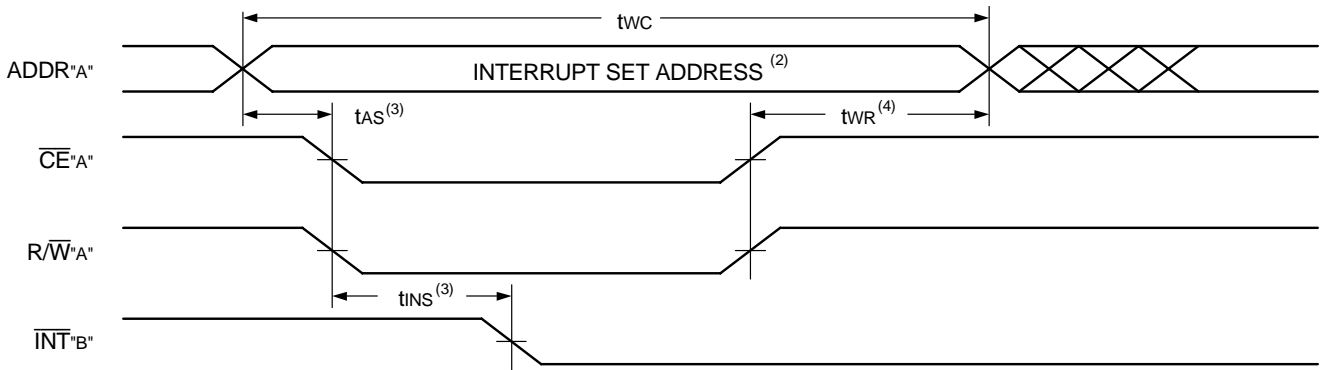 tWC
ADDR"A"
INTERRUPT SET ADDRESS (2)
tAS(3)
tWR(4)
CE"A"
R/W"A"
tINS(3)
INT"B"